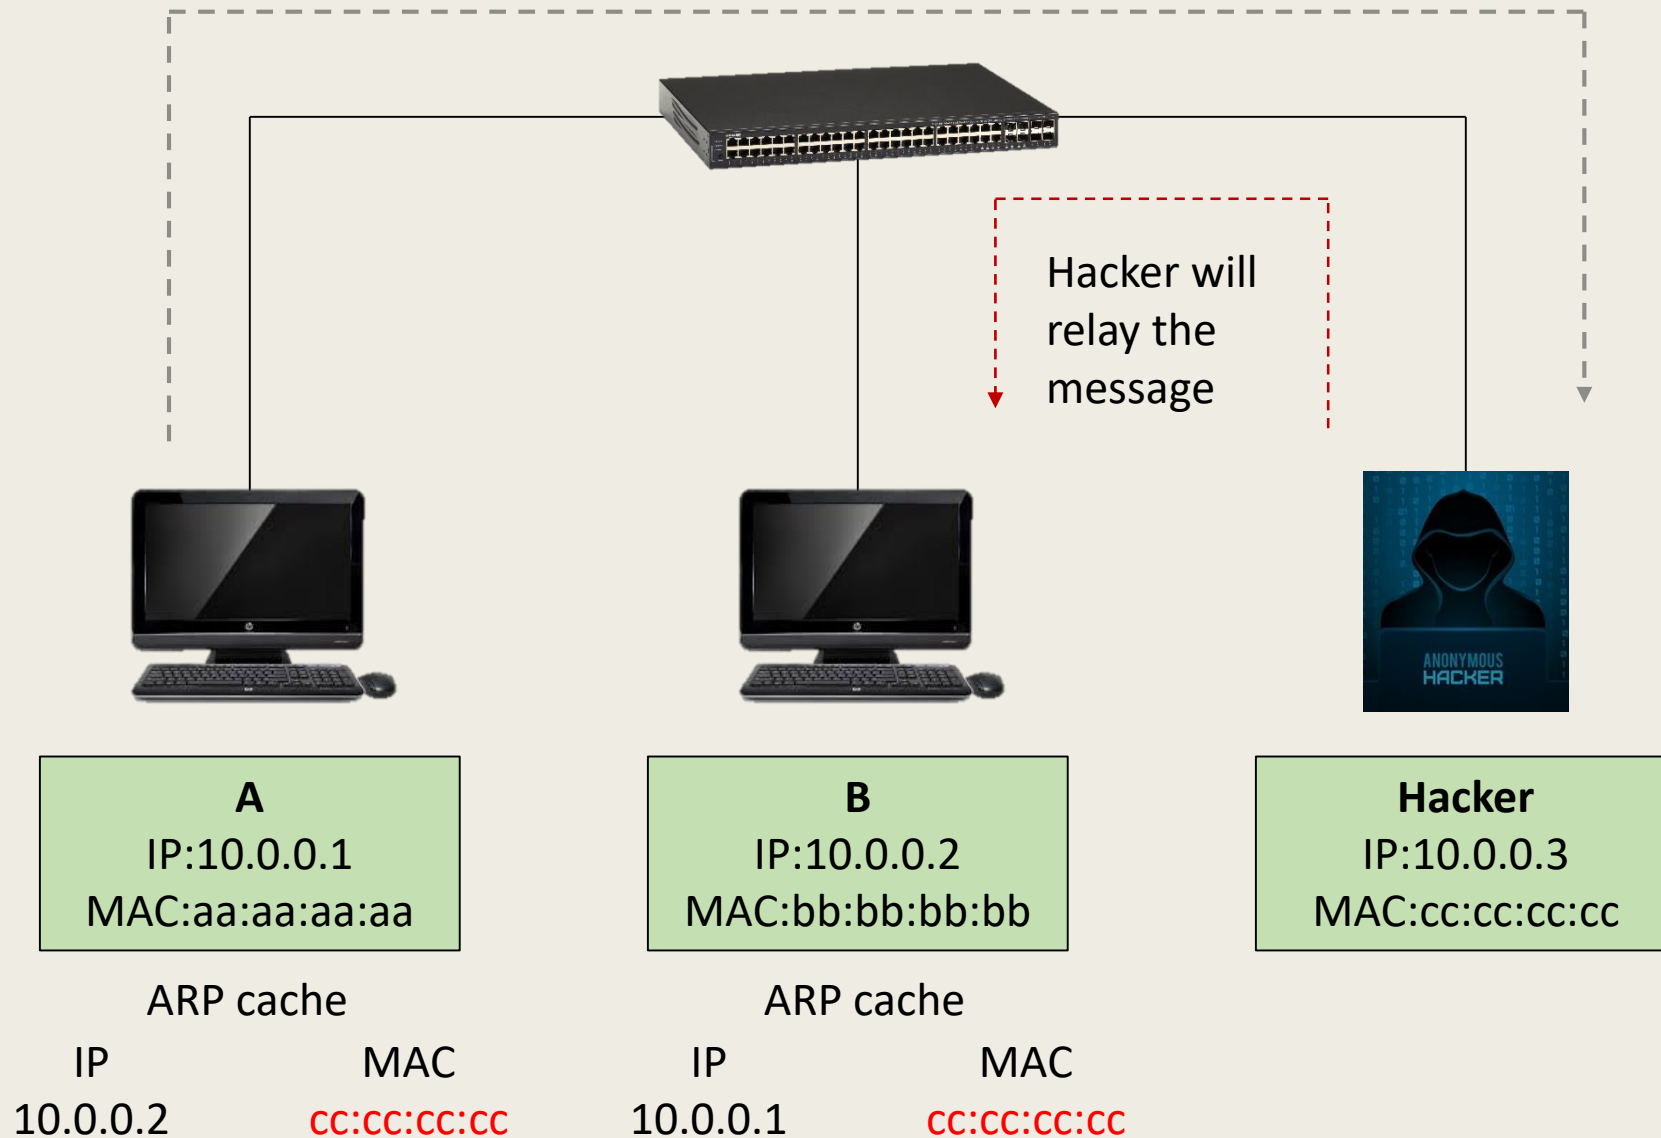 Hacker will
relay the
message
ANONYMOUS
HACKER
A
IP:10.0.0.1
MAC:aa:aa:aa:aa
B
IP:10.0.0.2
MAC:bb:bb:bb:bb
Hacker
IP:10.0.0.3
MAC:cc:cc:cc:cc
ARP cache
IP MAC
10.0.0.2 cc:cc:cc:cc
ARP cache
IP MAC
10.0.0.1 cc:cc:cc:cc